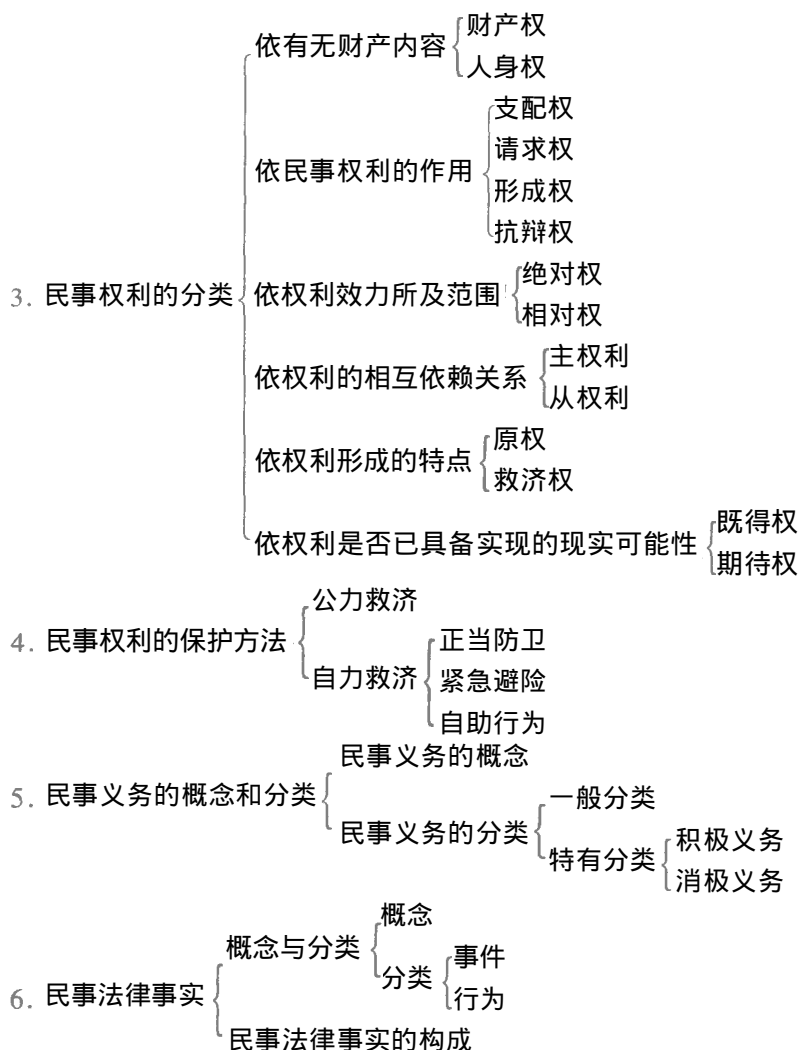 3. 民事权利的分类
依有无财产内容
财产权
人身权
依民事权利的作用
支配权
请求权
形成权
抗辩权
依权利效力所及范围
绝对权
相对权
依权利的相互依赖关系
主权利
从权利
依权利形成的特点
原权
救济权
依权利是否已具备实现的现实可能性
既得权
期待权
4. 民事权利的保护方法
公力救济
自力救济
正当防卫
紧急避险
自助行为
5. 民事义务的概念和分类
民事义务的概念
民事义务的分类
一般分类
特有分类
积极义务
消极义务
6. 民事法律事实
概念与分类
概念
分类
事件
行为
民事法律事实的构成